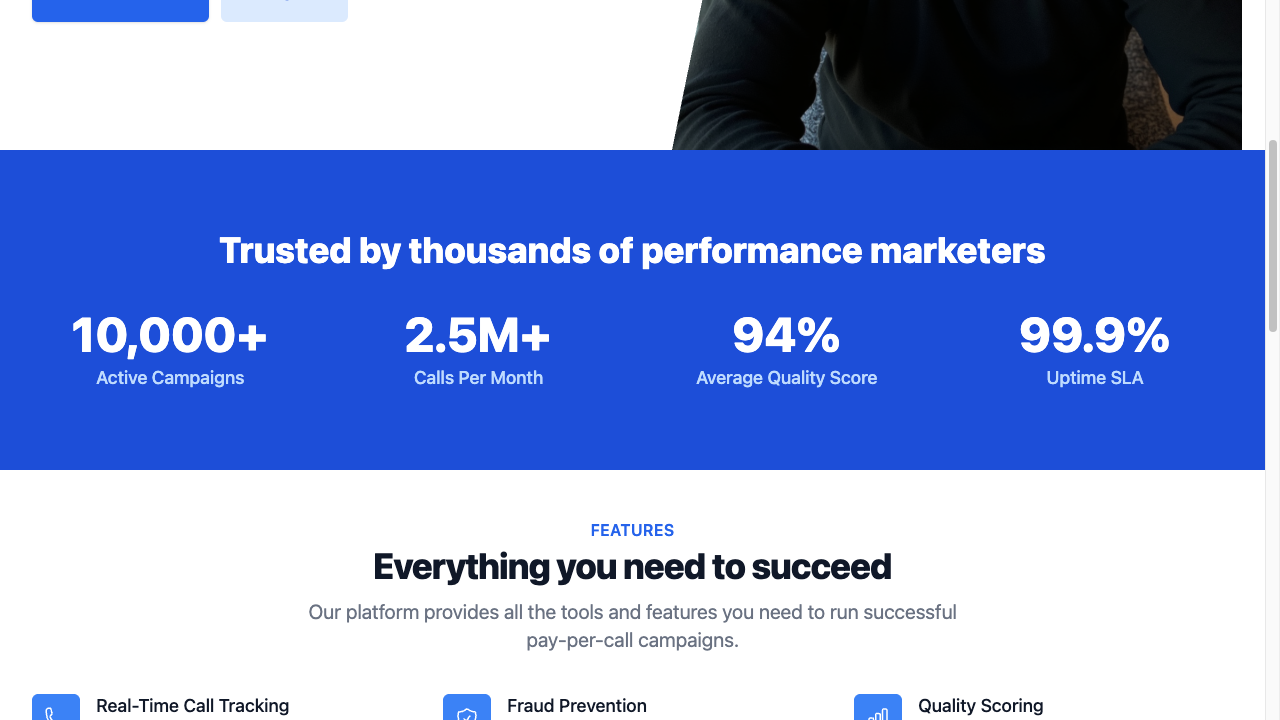 Trusted by thousands of performance marketers
10,000+
Active Campaigns
2.5M+
Calls Per Month
94%
Average Quality Score
99.9%
Uptime SLA
FEATURES
Everything you need to succeed
Our platform provides all the tools and features you need to run successful
pay-per-call campaigns.
Real-Time Call Tracking
Fraud Prevention
Quality Scoring